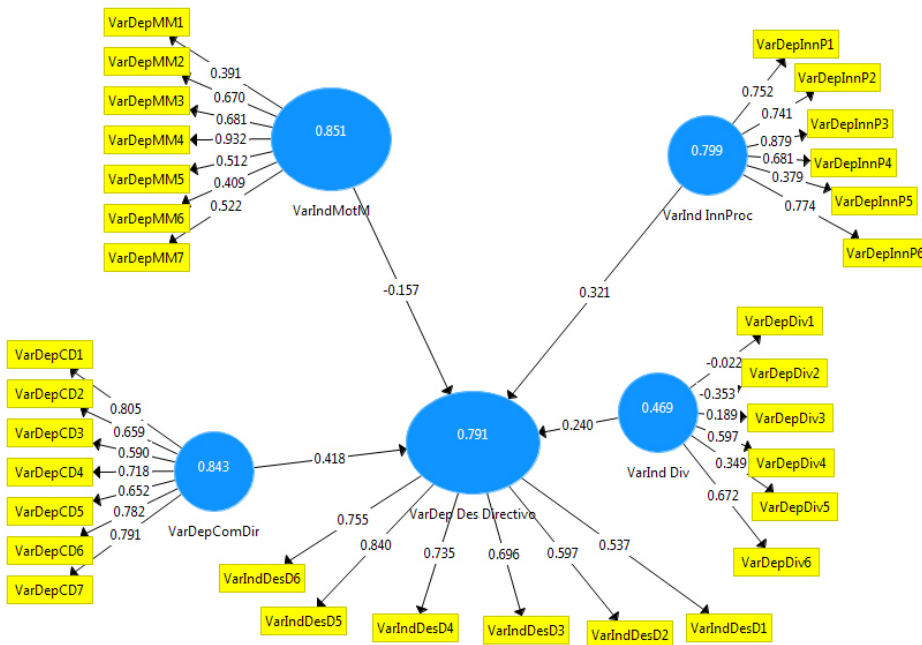 VarDepMM1
VarDepMM2
VarDepMM3
VarDepMM4
VarDepMM5
VarDepMM6
VarDepMM7
0.391
0.670
0.681
0.932
0.512
0.409
0.522
0.851
VarIndMotM
VarDepInnP1
VarDepInnP2
VarDepInnP3
VarDepInnP4
VarDepInnP5
VarDepInnP6
0.752
0.741
0.879
0.681
0.379
0.774
0.799
VarInd InnProc
-0.157
0.321
VarDepCD1
VarDepCD2
VarDepCD3
VarDepCD4
VarDepCD5
VarDepCD6
VarDepCD7
0.805
0.659
0.590
0.718
0.652
0.782
0.791
0.843
VarDepComDir
0.418
0.791
VarDep Des Directivo
0.240
0.469
VarInd Div
VarDepDiv1
VarDepDiv2
VarDepDiv3
VarDepDiv4
VarDepDiv5
VarDepDiv6
-0.022
-0.353
0.189
0.597
0.349
0.672
0.755
0.840
0.735
0.696
0.597
0.537
VarIndDesD6
VarIndDesD5
VarIndDesD4
VarIndDesD3
VarIndDesD2
VarIndDesD1